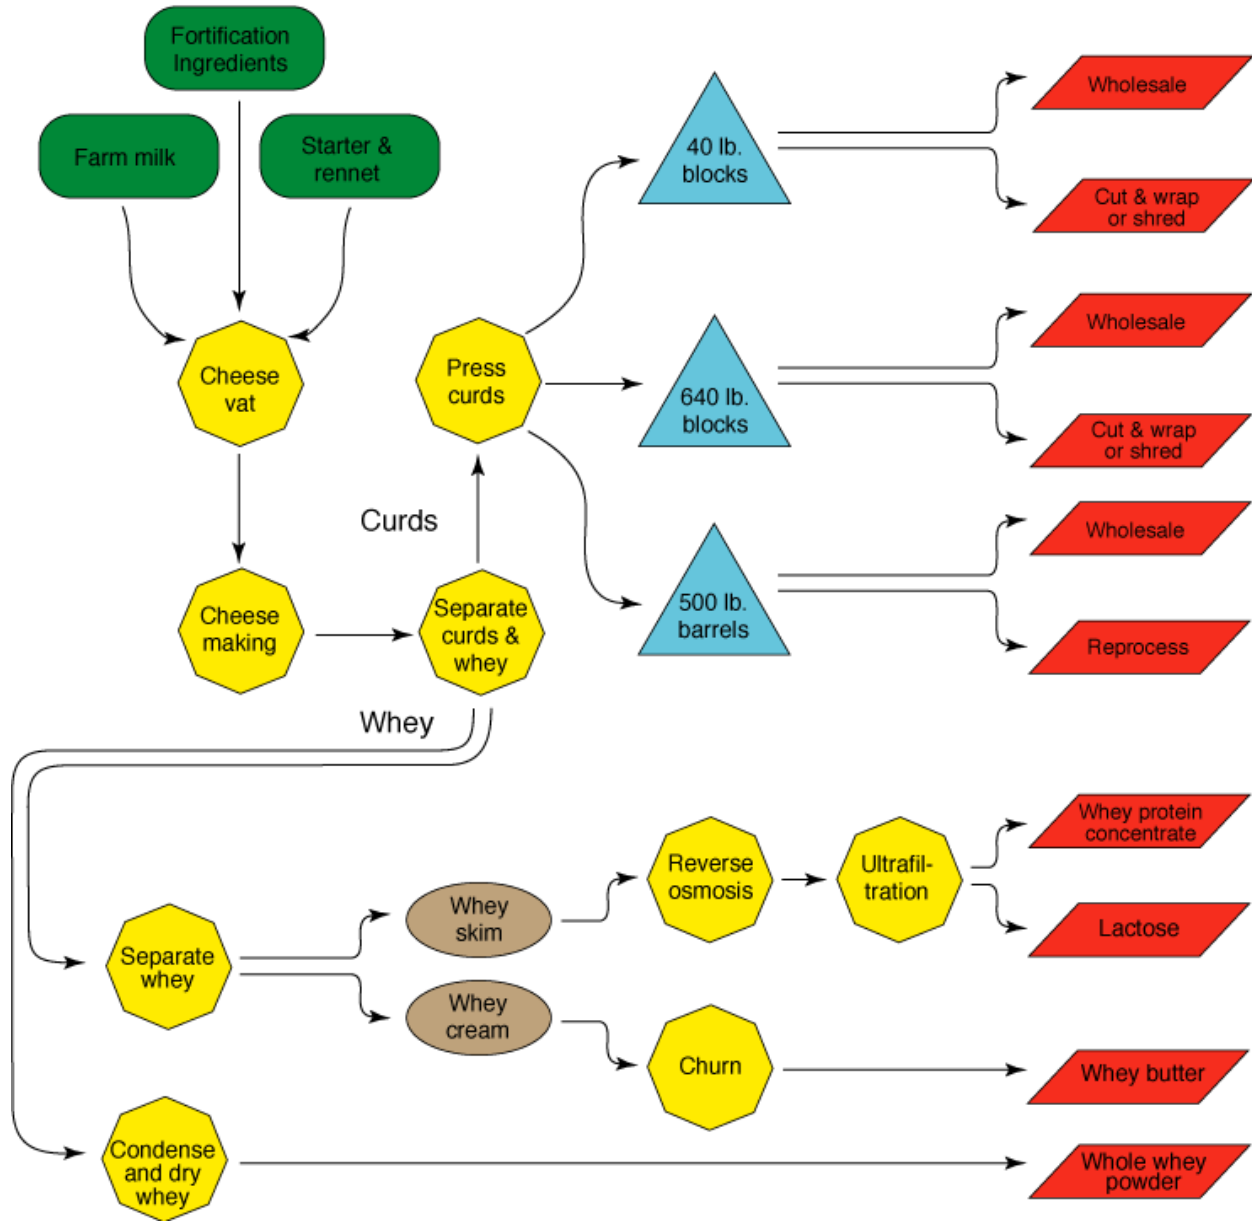 Fortification
Ingredients
Farm milk
Starter &
rennet
Cheese
vat
Cheese
making
Separate
curds &
whey
Curds
Press
curds
40 lb.
blocks
Wholesale
Cut & wrap
or shred
640 lb.
blocks
Wholesale
Cut & wrap
or shred
500 lb.
barrels
Wholesale
Reprocess
Whey
Separate
whey
Whey
skim
Reverse
osmosis
Ultrafil-
tration
Whey protein
concentrate
Lactose
Whey
cream
Churn
Whey butter
Condense
and dry
whey
Whole whey
powder